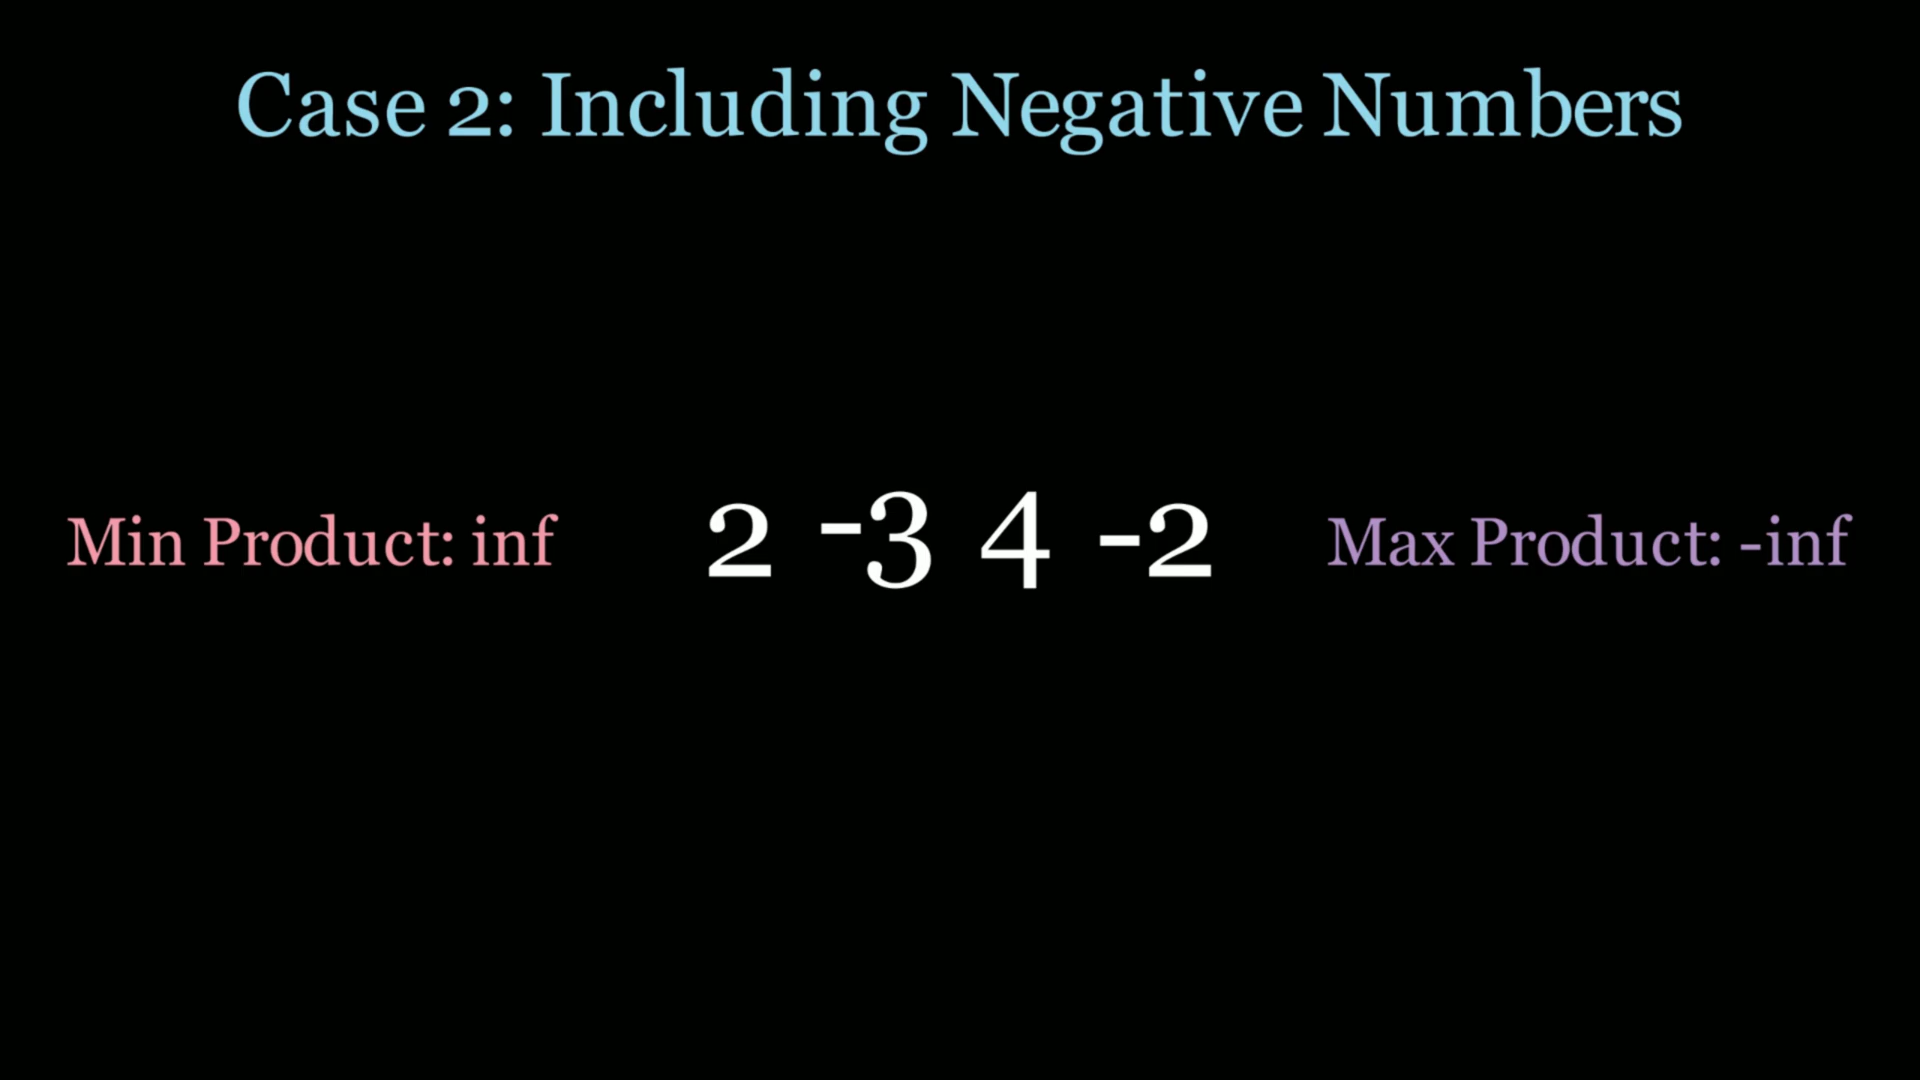 Case 2: Including Negative Numbers
Min Product: inf
2 -3 4 -2
Max Product: -inf